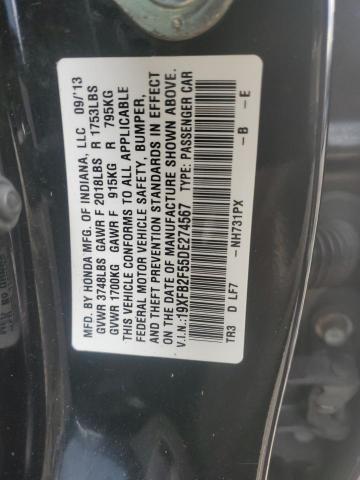 MFD. BY HONDA MFG. OF INDIANA, LLC 09/'13
GVWR 3748LBS GAWR F 2018LBS R 1753LBS
GVWR 1700KG GAWR F 915KG R 795KG
THIS VEHICLE CONFORMS TO ALL APPLICABLE
FEDERAL MOTOR VEHICLE SAFETY, BUMPER,
AND THEFT PREVENTION STANDARDS IN EFFECT
ON THE DATE OF MANUFACTURE SHOWN ABOVE.
V.I.N.:19XFB2F55DE274567 TYPE: PASSENGER CAR
TR3 D LF7 -NH731PX -B -E